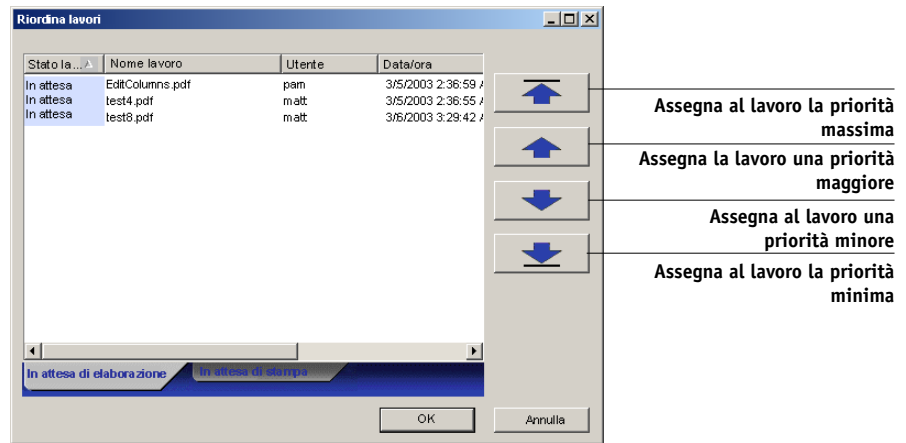 Riordina lavori
Stato la... Nome lavoro Utente Data/ora
In attesa EditColumns.pdf pam 3/5/2003 2:36:59 A
In attesa test4.pdf matt 3/5/2003 2:36:55 A
In attesa test8.pdf matt 3/6/2003 3:29:42 A
Assegna al lavoro la priorità
massima
Assegna la lavoro una priorità
maggiore
Assegna al lavoro una
priorità minore
Assegna al lavoro la priorità
minima
In attesa di elaborazione In attesa di stampa
OK Annulla